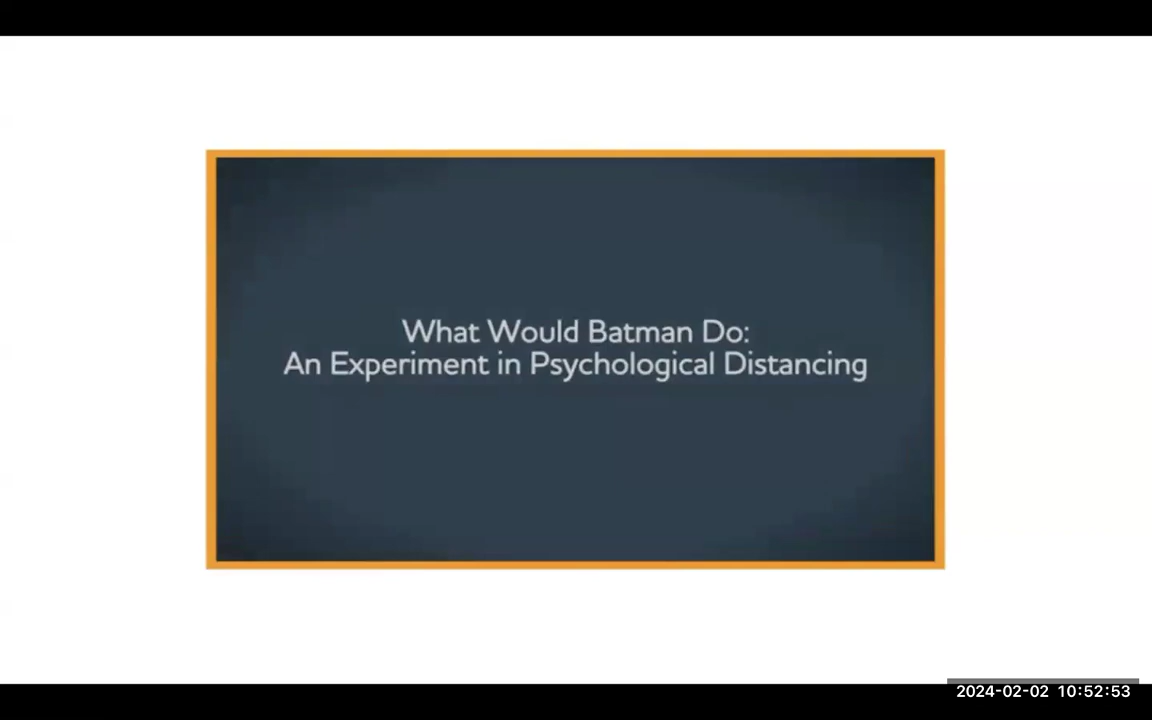 What Would Batman Do:
An Experiment in Psychological Distancing
2024-02-02 10:52:53